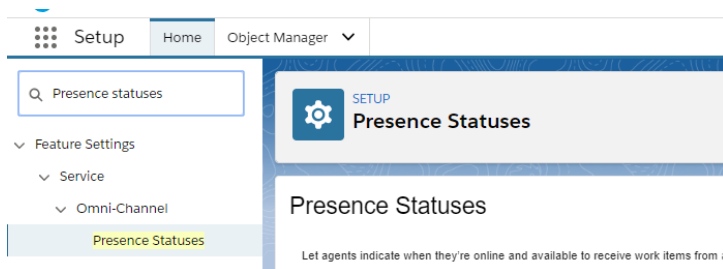 Setup Home Object Manager
Presence statuses
SETUP
Presence Statuses
Feature Settings
Service
Omni-Channel
Presence Statuses
Presence Statuses
Let agents indicate when they're online and available to receive work items from